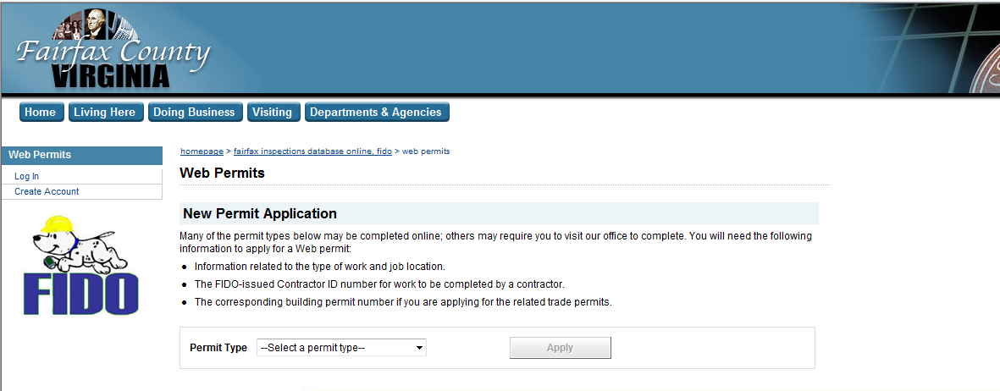 Fairfax County
VIRGINIA
Home Living Here Doing Business Visiting Departments & Agencies
Web Permits
Log In
Create Account
FIDO
homepage > fairfax inspections database online, fido > web permits
Web Permits
New Permit Application
Many of the permit types below may be completed online; others may require you to visit our office to complete. You will need the following
information to apply for a Web permit:
● Information related to the type of work and job location.
● The FIDO-issued Contractor ID number for work to be completed by a contractor.
● The corresponding building permit number if you are applying for the related trade permits.
Permit Type --Select a permit type-- Apply